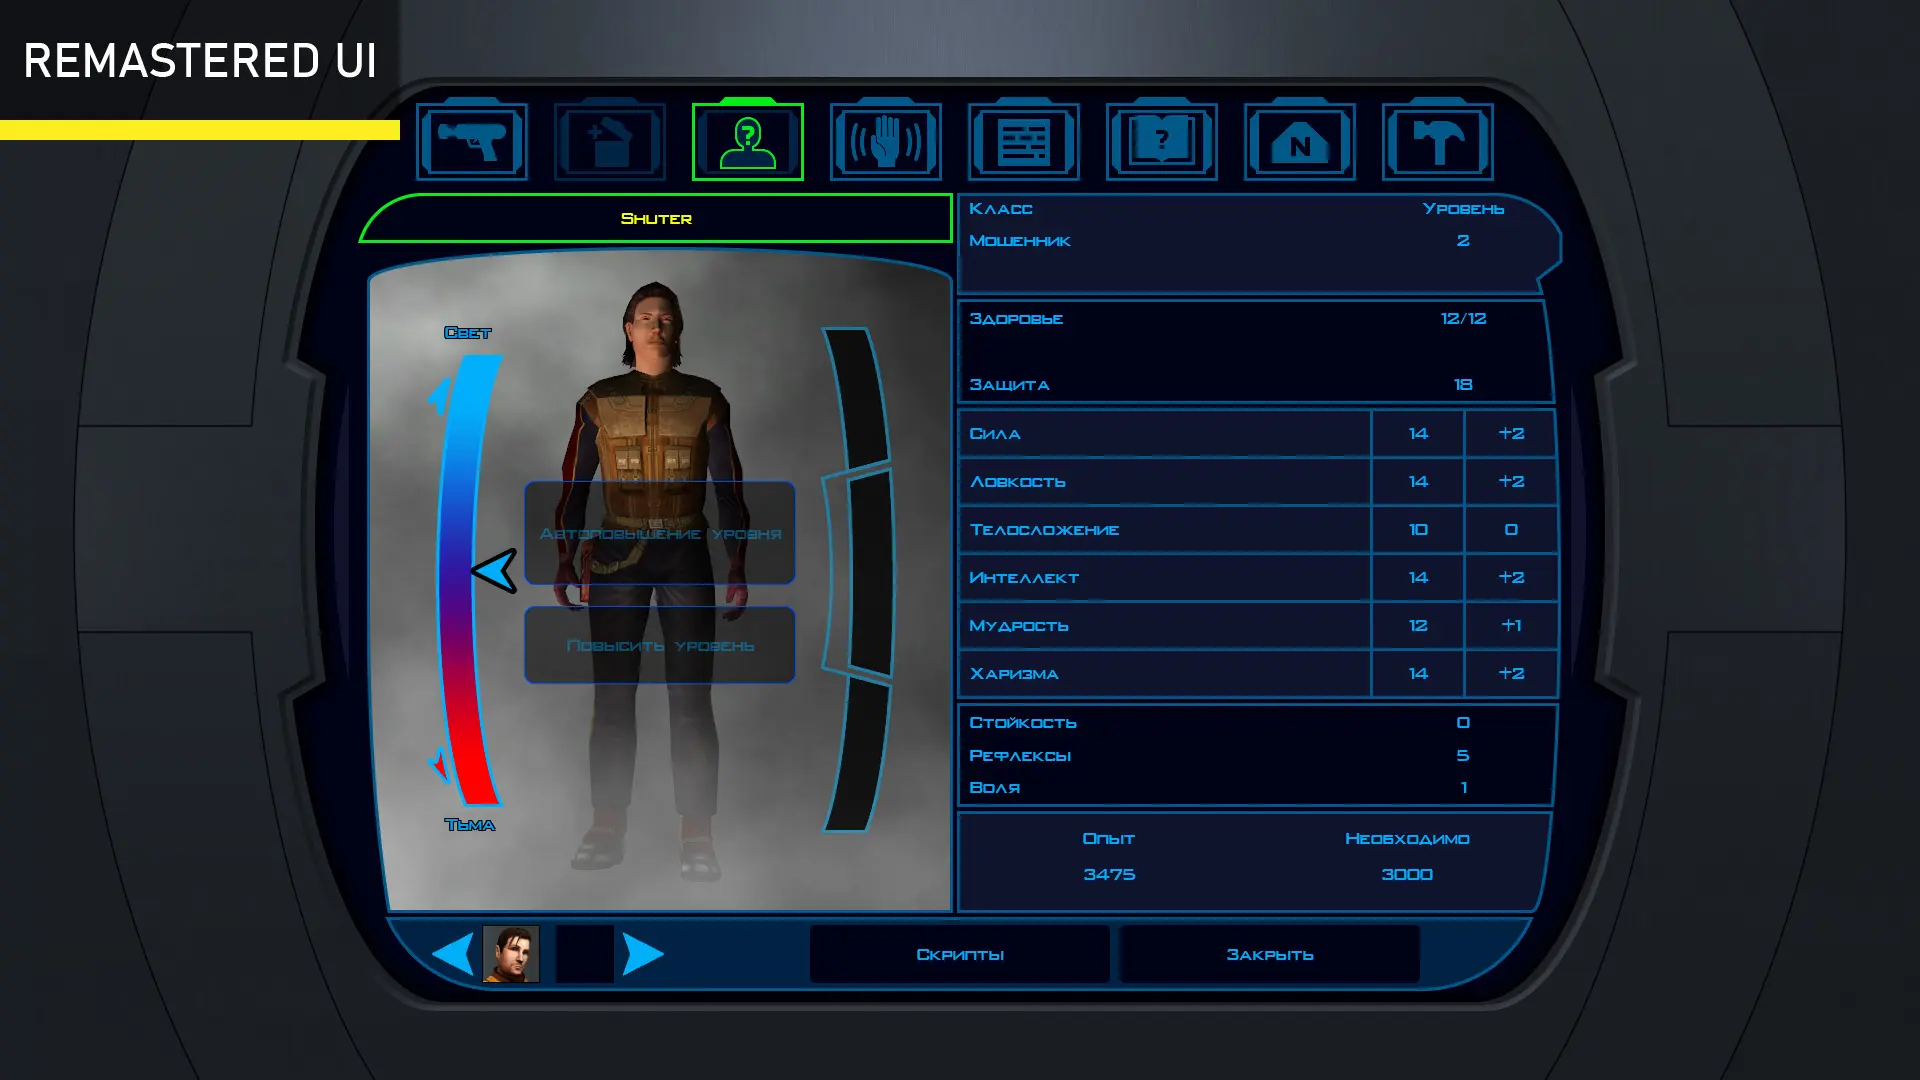 REMASTERED UI
?
?
N
Shuter
Класс Уровень
Мошенник 2
Здоровье 12/12
Защита 18
Сила 14 +2
Ловкость 14 +2
Телосложение 10 0
Интеллект 14 +2
Мудрость 12 +1
Харизма 14 +2
Стойкость 0
Рефлексы 5
Воля 1
Опыт Необходимо
3475 3000
Свет
Автоповышение уровня
Повысить уровень
Тьма
Скрипты
Закрыть